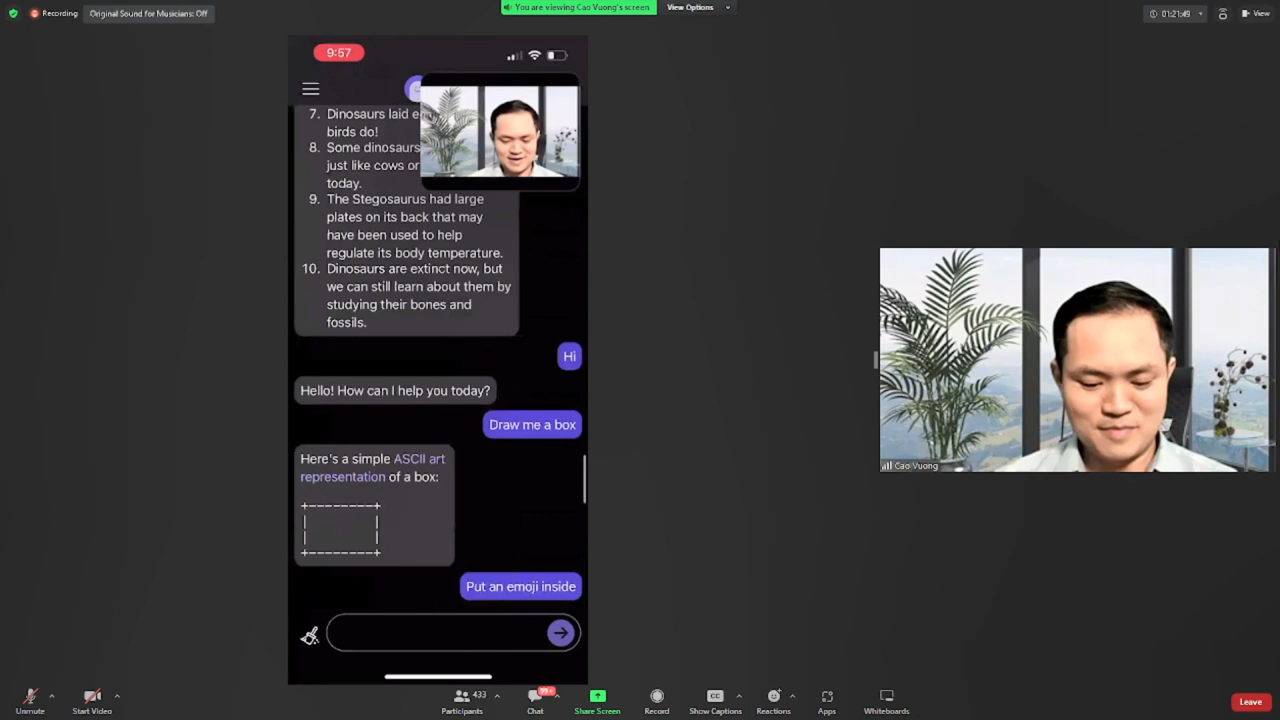 Recording
Original Sound for Musicians: Off
You are viewing Cao Vuong's screen
View Options
01:21:49
View
9:57
7. Dinosaurs laid e
birds do!
8. Some dinosaurs
just like cows or
today.
9. The Stegosaurus had large
plates on its back that may
have been used to help
regulate its body temperature.
10. Dinosaurs are extinct now, but
we can still learn about them by
studying their bones and
fossils.
Hi
Hello! How can I help you today?
Draw me a box
Here's a simple ASCII art
representation of a box:
+--------+
|        |
|        |
+--------+
Put an emoji inside
Cao Vuong
Unmute
Start Video
433
Participants
99+
Chat
Share Screen
Record
CC
Show Captions
Reactions
Apps
Whiteboards
Leave